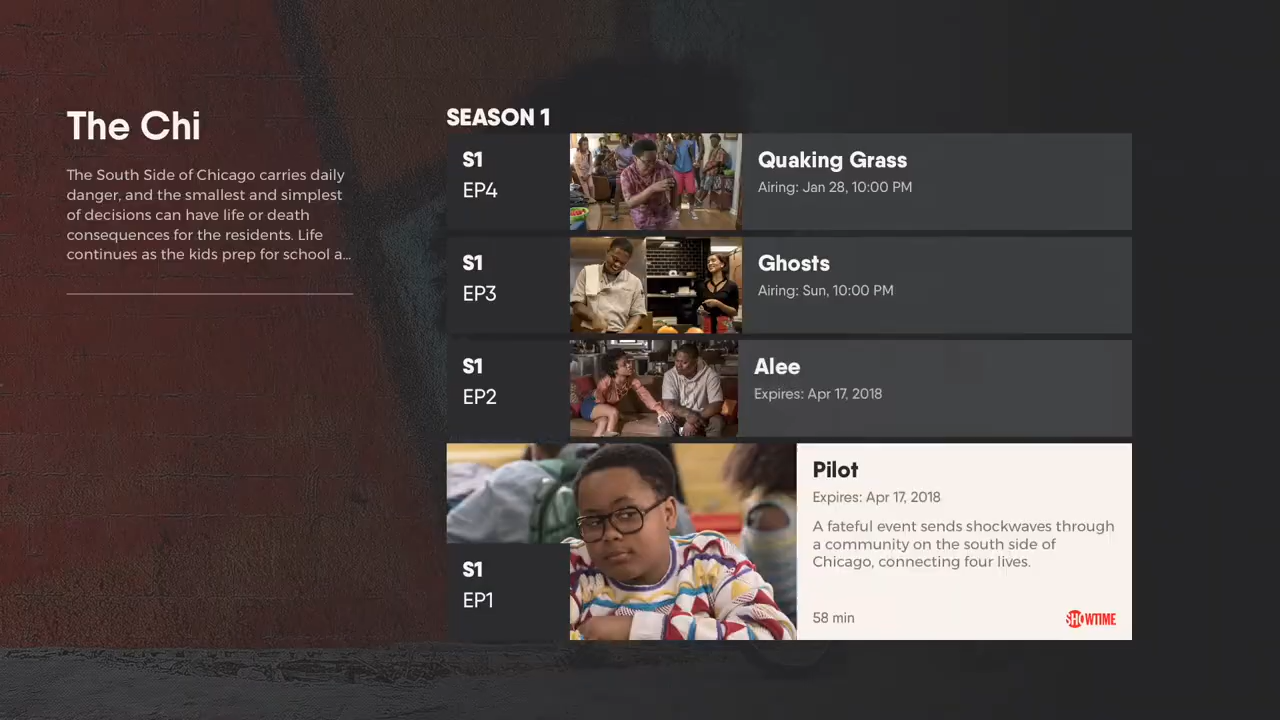 The Chi
The South Side of Chicago carries daily
danger, and the smallest and simplest
of decisions can have life or death
consequences for the residents. Life
continues as the kids prep for school a...
SEASON 1
S1
EP4
Quaking Grass
Airing: Jan 28, 10:00 PM
S1
EP3
Ghosts
Airing: Sun, 10:00 PM
S1
EP2
Alee
Expires: Apr 17, 2018
S1
EP1
Pilot
Expires: Apr 17, 2018
A fateful event sends shockwaves through
a community on the south side of
Chicago, connecting four lives.
58 min
SHOWTIME